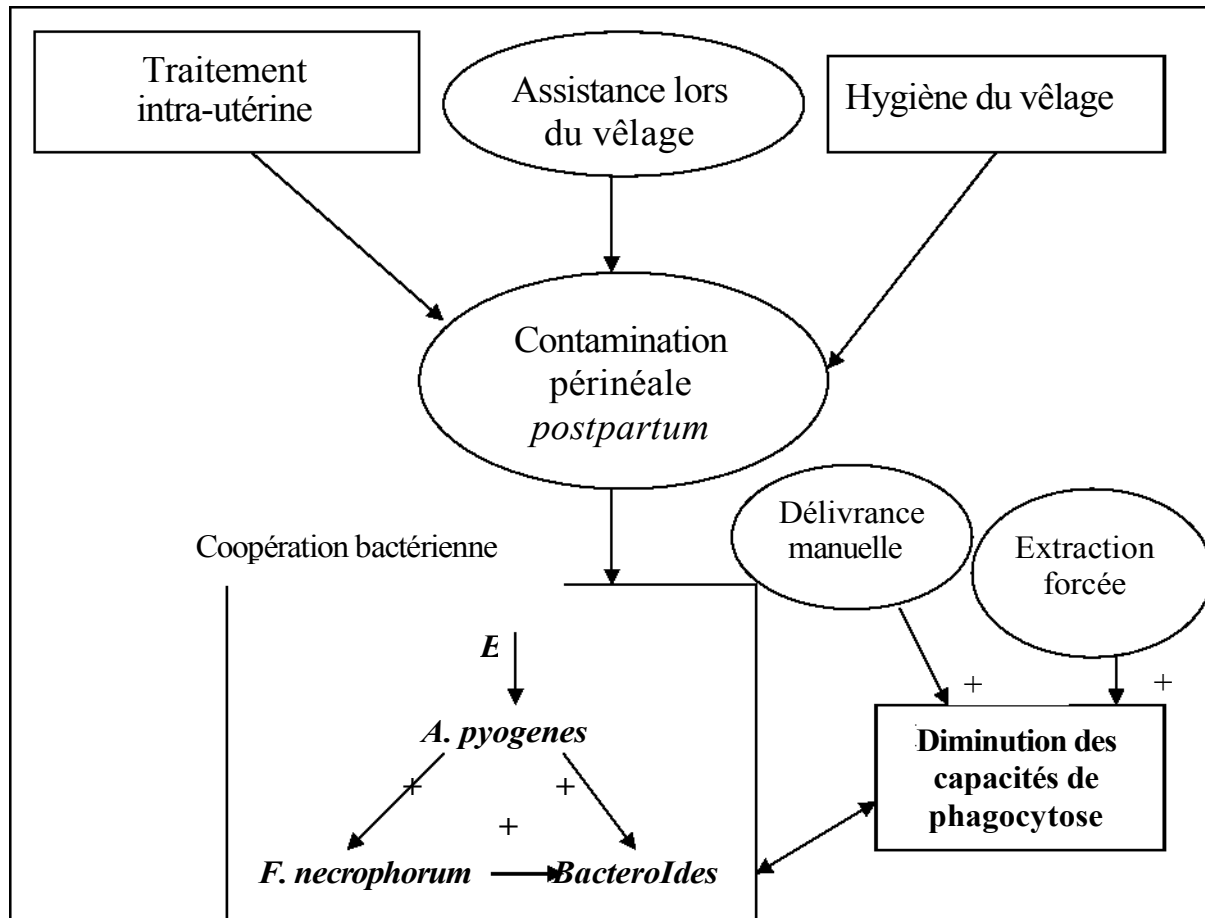 Traitement
intra-utérine
Assistance lors
du vêlage
Hygiène du vêlage
Contamination
périnéale
postpartum
Délivrance
manuelle
Extraction
forcée
Coopération bactérienne
E
+
+
A. pyogenes
+
+
+
F. necrophorum
BacteroIdes
Diminution des
capacités de
phagocytose